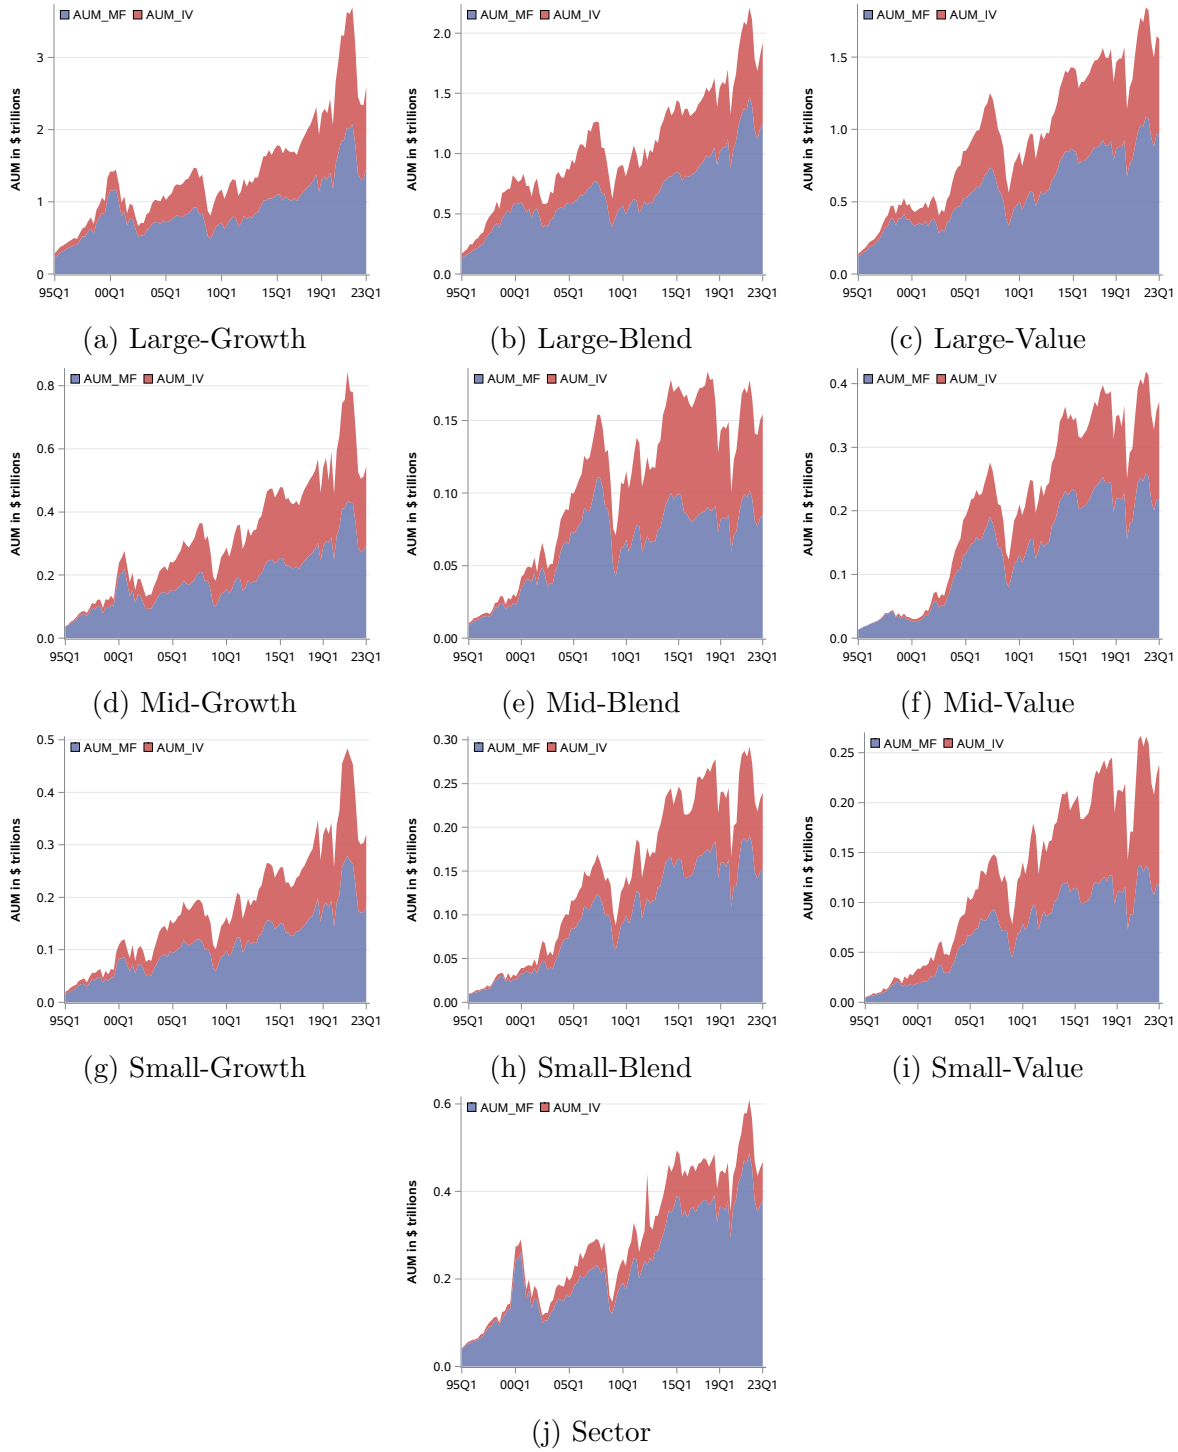 AUM_MF AUM_IV
AUM in $ trillions
3
2
1
0
95Q1 00Q1 05Q1 10Q1 15Q1 19Q1 23Q1
(a) Large-Growth
AUM_MF AUM_IV
AUM in $ trillions
2.0
1.5
1.0
0.5
0.0
95Q1 00Q1 05Q1 10Q1 15Q1 19Q1 23Q1
(b) Large-Blend
AUM_MF AUM_IV
AUM in $ trillions
1.5
1.0
0.5
0.0
95Q1 00Q1 05Q1 10Q1 15Q1 19Q1 23Q1
(c) Large-Value
AUM_MF AUM_IV
AUM in $ trillions
0.8
0.6
0.4
0.2
0.0
95Q1 00Q1 05Q1 10Q1 15Q1 19Q1 23Q1
(d) Mid-Growth
AUM_MF AUM_IV
AUM in $ trillions
0.15
0.10
0.05
0.00
95Q1 00Q1 05Q1 10Q1 15Q1 19Q1 23Q1
(e) Mid-Blend
AUM_MF AUM_IV
AUM in $ trillions
0.4
0.3
0.2
0.1
0.0
95Q1 00Q1 05Q1 10Q1 15Q1 19Q1 23Q1
(f) Mid-Value
AUM_MF AUM_IV
AUM in $ trillions
0.5
0.4
0.3
0.2
0.1
0.0
95Q1 00Q1 05Q1 10Q1 15Q1 19Q1 23Q1
(g) Small-Growth
AUM_MF AUM_IV
AUM in $ trillions
0.30
0.25
0.20
0.15
0.10
0.05
0.00
95Q1 00Q1 05Q1 10Q1 15Q1 19Q1 23Q1
(h) Small-Blend
AUM_MF AUM_IV
AUM in $ trillions
0.25
0.20
0.15
0.10
0.05
0.00
95Q1 00Q1 05Q1 10Q1 15Q1 19Q1 23Q1
(i) Small-Value
AUM_MF AUM_IV
AUM in $ trillions
0.6
0.4
0.2
0.0
95Q1 00Q1 05Q1 10Q1 15Q1 19Q1 23Q1
(j) Sector